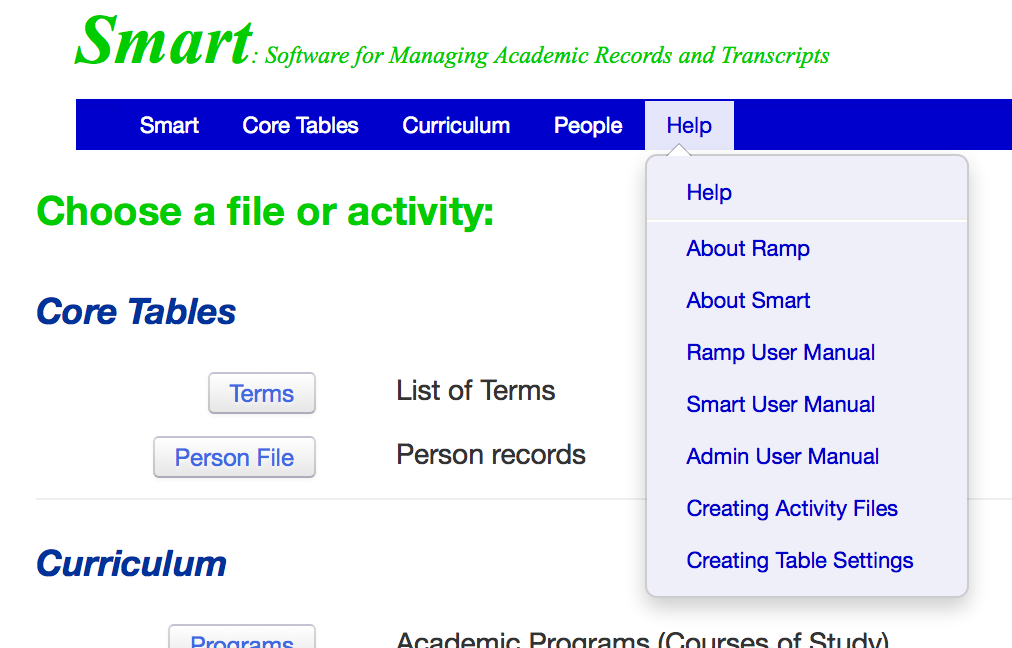 Smart: Software for Managing Academic Records and Transcripts
Smart Core Tables Curriculum People Help
Help
About Ramp
About Smart
Ramp User Manual
Smart User Manual
Admin User Manual
Creating Activity Files
Creating Table Settings
Choose a file or activity:
Core Tables
Terms List of Terms
Person File Person records
Curriculum
Programs Academic Programs (Courses of Study)